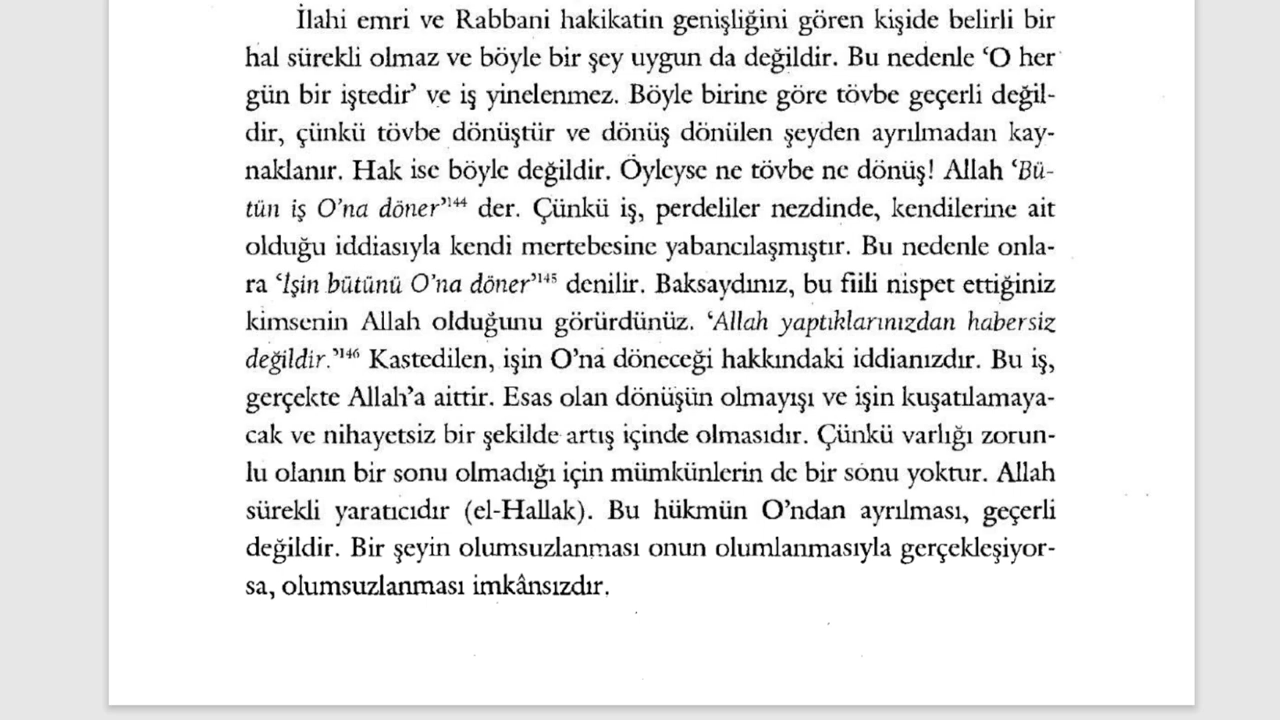 İlahi emri ve Rabbani hakikatin genişliğini gören kişide belirli bir
hal sürekli olmaz ve böyle bir şey uygun da değildir. Bu nedenle ‘O her
gün bir iştedir’ ve iş yinelenmez. Böyle birine göre tövbe geçerli değil-
dir, çünkü tövbe dönüştür ve dönüş dönülen şeyden ayrılmadan kay-
naklanır. Hak ise böyle değildir. Öyleyse ne tövbe ne dönüş! Allah ‘Bü-
tün iş O’na döner’¹⁴⁴ der. Çünkü iş, perdeliler nezdinde, kendilerine ait
olduğu iddiasıyla kendi mertebesine yabancılaşmıştır. Bu nedenle onla-
ra ‘İşin bütünü O’na döner’¹⁴⁵ denilir. Baksaydınız, bu fiili nispet ettiğiniz
kimsenin Allah olduğunu görürdünüz. ‘Allah yaptıklarınızdan habersiz
değildir.’¹⁴⁶ Kastedilen, işin O’na döneceği hakkındaki iddianızdır. Bu iş,
gerçekte Allah’a aittir. Esas olan dönüşün olmayışı ve işin kuşatılamaya-
cak ve nihayetsiz bir şekilde artış içinde olmasıdır. Çünkü varlığı zorun-
lu olanın bir sonu olmadığı için mümkünlerin de bir sonu yoktur. Allah
sürekli yaratıcıdır (el-Hallak). Bu hükmün O’ndan ayrılması, geçerli
değildir. Bir şeyin olumsuzlanması onun olumlanmasıyla gerçekleşiyor-
sa, olumsuzlanması imkânsızdır.